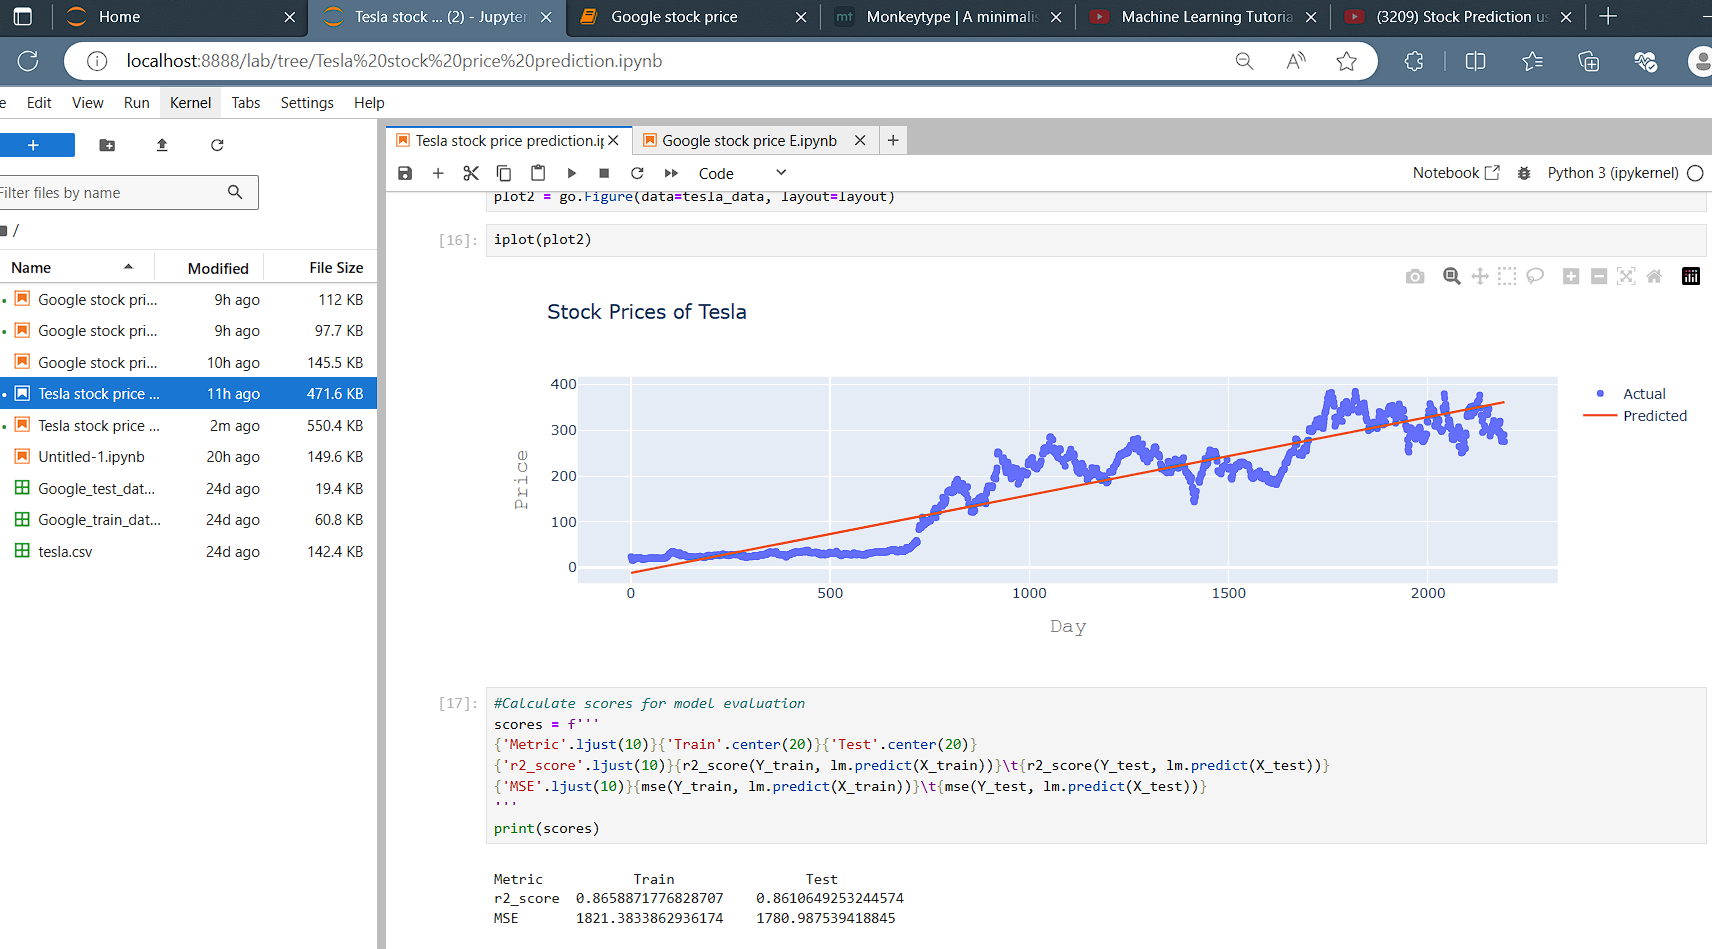 Home
Tesla stock ... (2) - Jupyter
Google stock price
mt Monkeytype | A minimalis
Machine Learning Tutoria
(3209) Stock Prediction us
localhost:8888/lab/tree/Tesla%20stock%20price%20prediction.ipynb
e Edit View Run Kernel Tabs Settings Help
Tesla stock price prediction.ip
Google stock price E.ipynb
Code
Notebook
Python 3 (ipykernel)
Filter files by name
/
Name Modified File Size
Google stock pri... 9h ago 112 KB
Google stock pri... 9h ago 97.7 KB
Google stock pri... 10h ago 145.5 KB
Tesla stock price ... 11h ago 471.6 KB
Tesla stock price ... 2m ago 550.4 KB
Untitled-1.ipynb 20h ago 149.6 KB
Google_test_dat... 24d ago 19.4 KB
Google_train_dat... 24d ago 60.8 KB
tesla.csv 24d ago 142.4 KB
plot2 = go.Figure(data=tesla_data, layout=layout)
[16]: iplot(plot2)
Stock Prices of Tesla
400
300
200
100
0
Price
0 500 1000 1500 2000
Day
Actual
Predicted
[17]: #Calculate scores for model evaluation
scores = f'''
{'Metric'.ljust(10)}{'Train'.center(20)}{'Test'.center(20)}
{'r2_score'.ljust(10)}{r2_score(Y_train, lm.predict(X_train))}\t{r2_score(Y_test, lm.predict(X_test))}
{'MSE'.ljust(10)}{mse(Y_train, lm.predict(X_train))}\t{mse(Y_test, lm.predict(X_test))}
'''
print(scores)
Metric Train Test
r2_score 0.8658871776828707 0.8610649253244574
MSE 1821.3833862936174 1780.987539418845